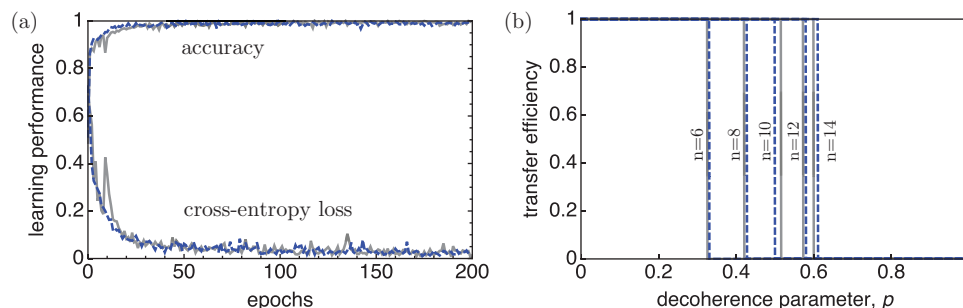 (a)
learning performance
1
0.8
0.6
0.4
0.2
0
accuracy
cross-entropy loss
0
50
100
150
200
epochs
(b)
transfer efficiency
1
0.8
0.6
0.4
0.2
0
n=6
n=8
n=10
n=12
n=14
0
0.2
0.4
0.6
0.8
decoherence parameter, p